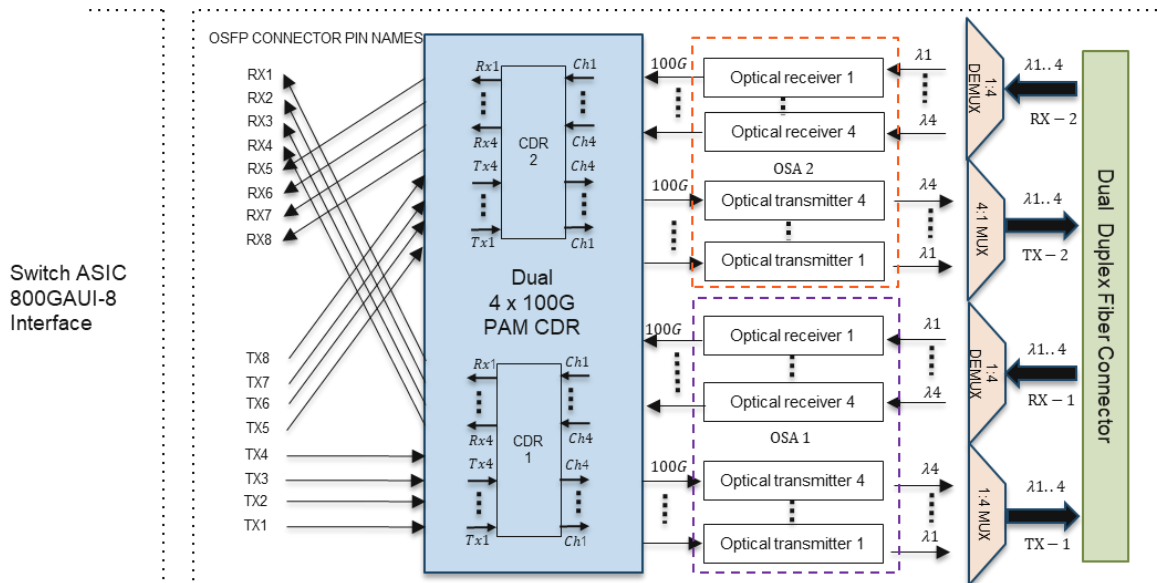 OSFP CONNECTOR PIN NAMES
RX1
RX2
RX3
RX4
RX5
RX6
RX7
RX8
Switch ASIC
800GAUI-8
Interface
TX8
TX7
TX6
TX5
TX4
TX3
TX2
TX1
Rx1
Rx4
Tx4
Tx1
CDR
2
Ch1
Ch4
Ch4
Ch1
Dual
4 x 100G
PAM CDR
Rx1
Rx4
Tx4
Tx1
CDR
1
Ch1
Ch4
Ch4
Ch1
100G
100G
100G
100G
Optical receiver 1
Optical receiver 4
OSA 2
Optical transmitter 4
Optical transmitter 1
Optical receiver 1
Optical receiver 4
OSA 1
Optical transmitter 4
Optical transmitter 1
λ1
λ4
λ4
λ1
λ1
λ4
λ4
λ1
1:4
DEMUX
4:1 MUX
1:4
DEMUX
1:4 MUX
λ1..4
RX − 2
λ1..4
TX − 2
λ1..4
RX − 1
λ1..4
TX − 1
Dual Duplex Fiber Connector